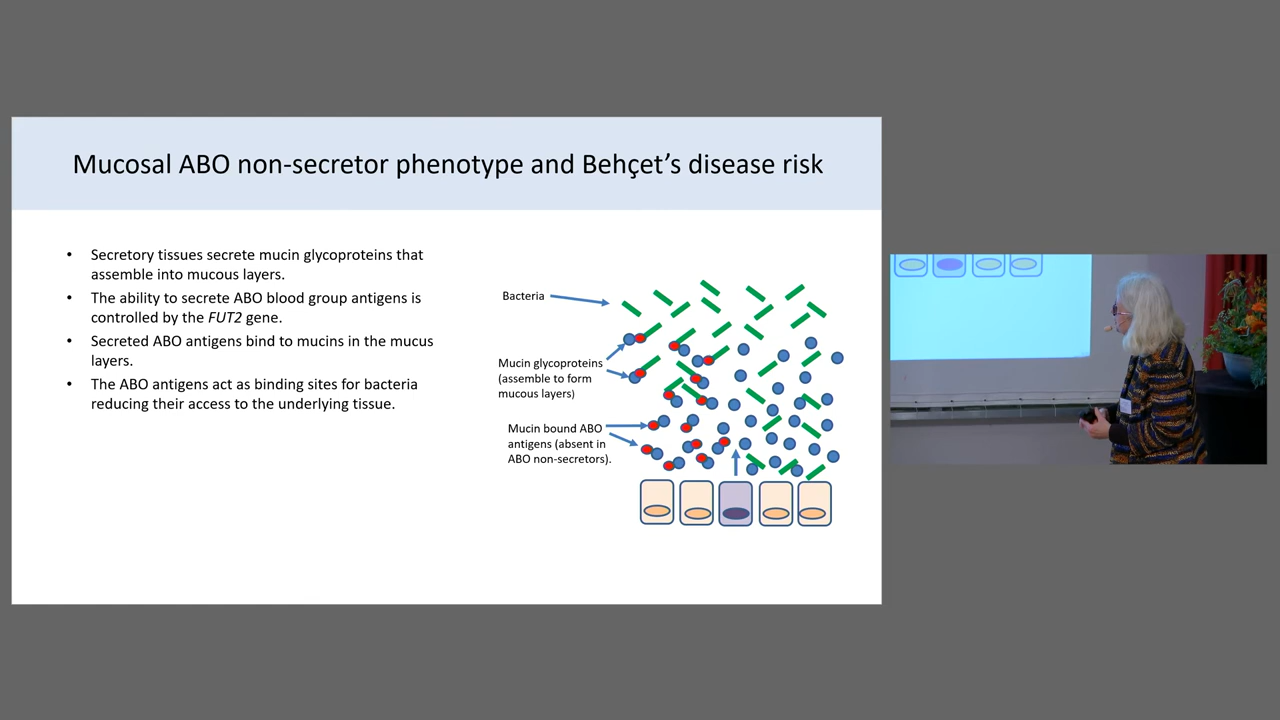 Mucosal ABO non-secretor phenotype and Behçet’s disease risk
• Secretory tissues secrete mucin glycoproteins that
assemble into mucous layers.
• The ability to secrete ABO blood group antigens is
controlled by the FUT2 gene.
• Secreted ABO antigens bind to mucins in the mucus
layers.
• The ABO antigens act as binding sites for bacteria
reducing their access to the underlying tissue.
Bacteria
Mucin glycoproteins
(assemble to form
mucous layers)
Mucin bound ABO
antigens (absent in
ABO non-secretors).